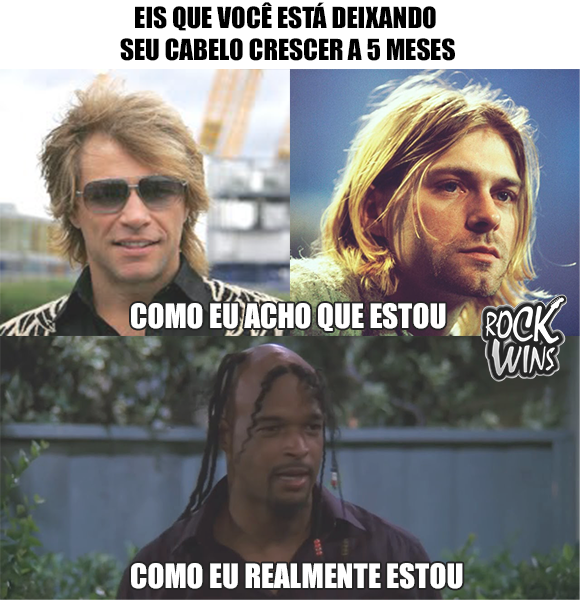 EIS QUE VOCÊ ESTÁ DEIXANDO
SEU CABELO CRESCER A 5 MESES
COMO EU ACHO QUE ESTOU
ROCK
WINS
COMO EU REALMENTE ESTOU